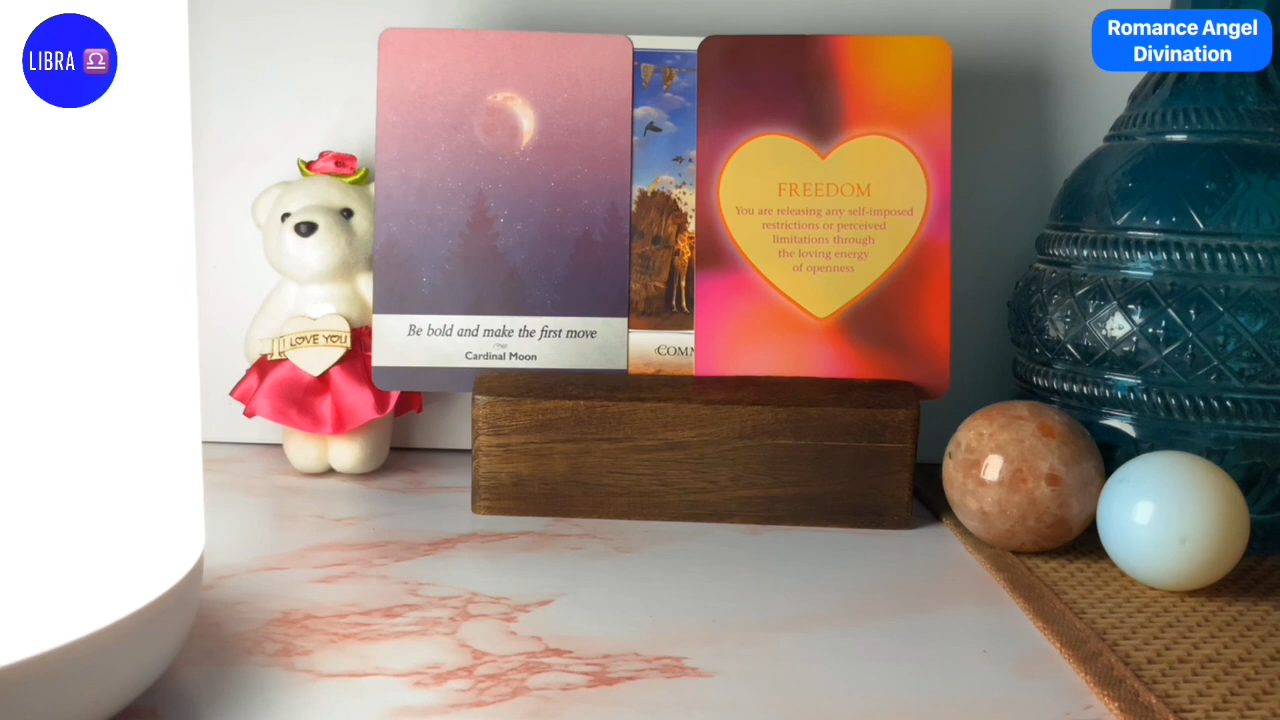 LIBRA ♎
Romance Angel
Divination
Be bold and make the first move
Cardinal Moon
COM
FREEDOM
You are releasing any self-imposed
restrictions or perceived
limitations through
the loving energy
of openness
I LOVE YOU